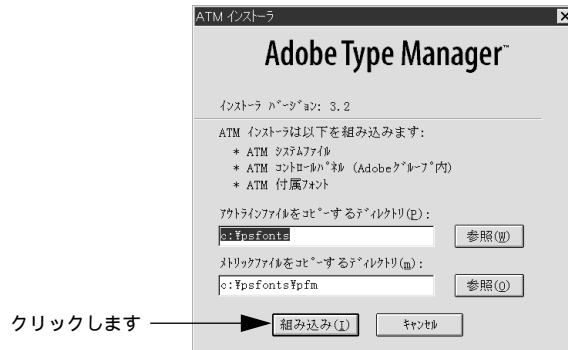 ATM インストーラ
Adobe Type Manager™
インストーラ バージョン: 3.2
ATM インストーラは以下を組み込みます:
* ATM システムファイル
* ATM コントロールパネル (Adobeグループ内)
* ATM 付属フォント
アウトラインファイルをコピーするディレクトリ(P):
c:¥psfonts
参照(W)
メトリックファイルをコピーするディレクトリ(m):
c:¥psfonts¥pfm
参照(O)
クリックします
組み込み(I)
キャンセル